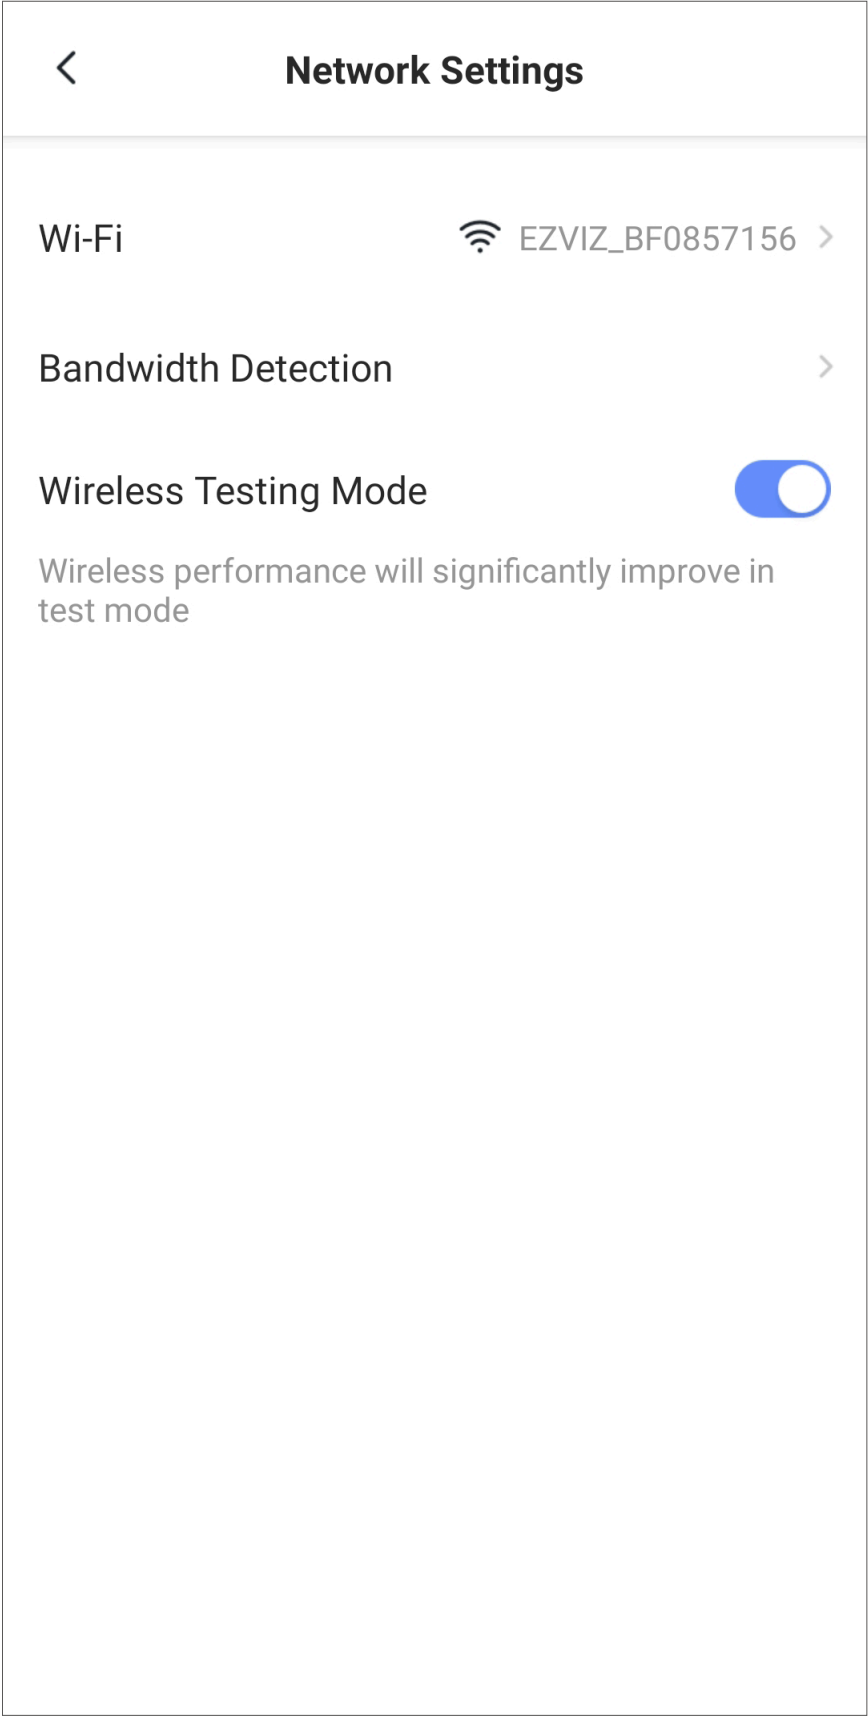 Network Settings
Wi-Fi EZVIZ_BF0857156
Bandwidth Detection
Wireless Testing Mode
Wireless performance will significantly improve in
test mode